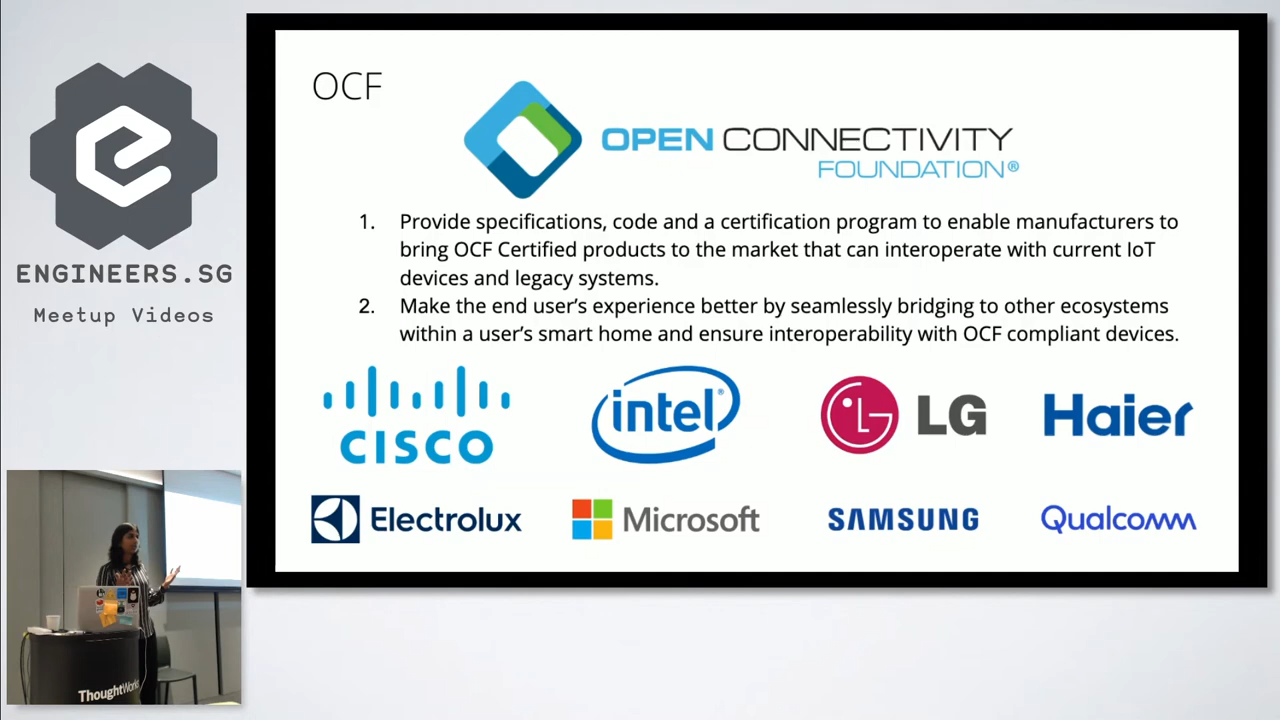 ENGINEERS.SG
Meetup Videos
OCF
OPEN CONNECTIVITY
FOUNDATION®
1. Provide specifications, code and a certification program to enable manufacturers to
bring OCF Certified products to the market that can interoperate with current IoT
devices and legacy systems.
2. Make the end user’s experience better by seamlessly bridging to other ecosystems
within a user’s smart home and ensure interoperability with OCF compliant devices.
CISCO
intel®
LG LG
Haier
Electrolux
Microsoft
SAMSUNG
Qualcomm
ThoughtWorks